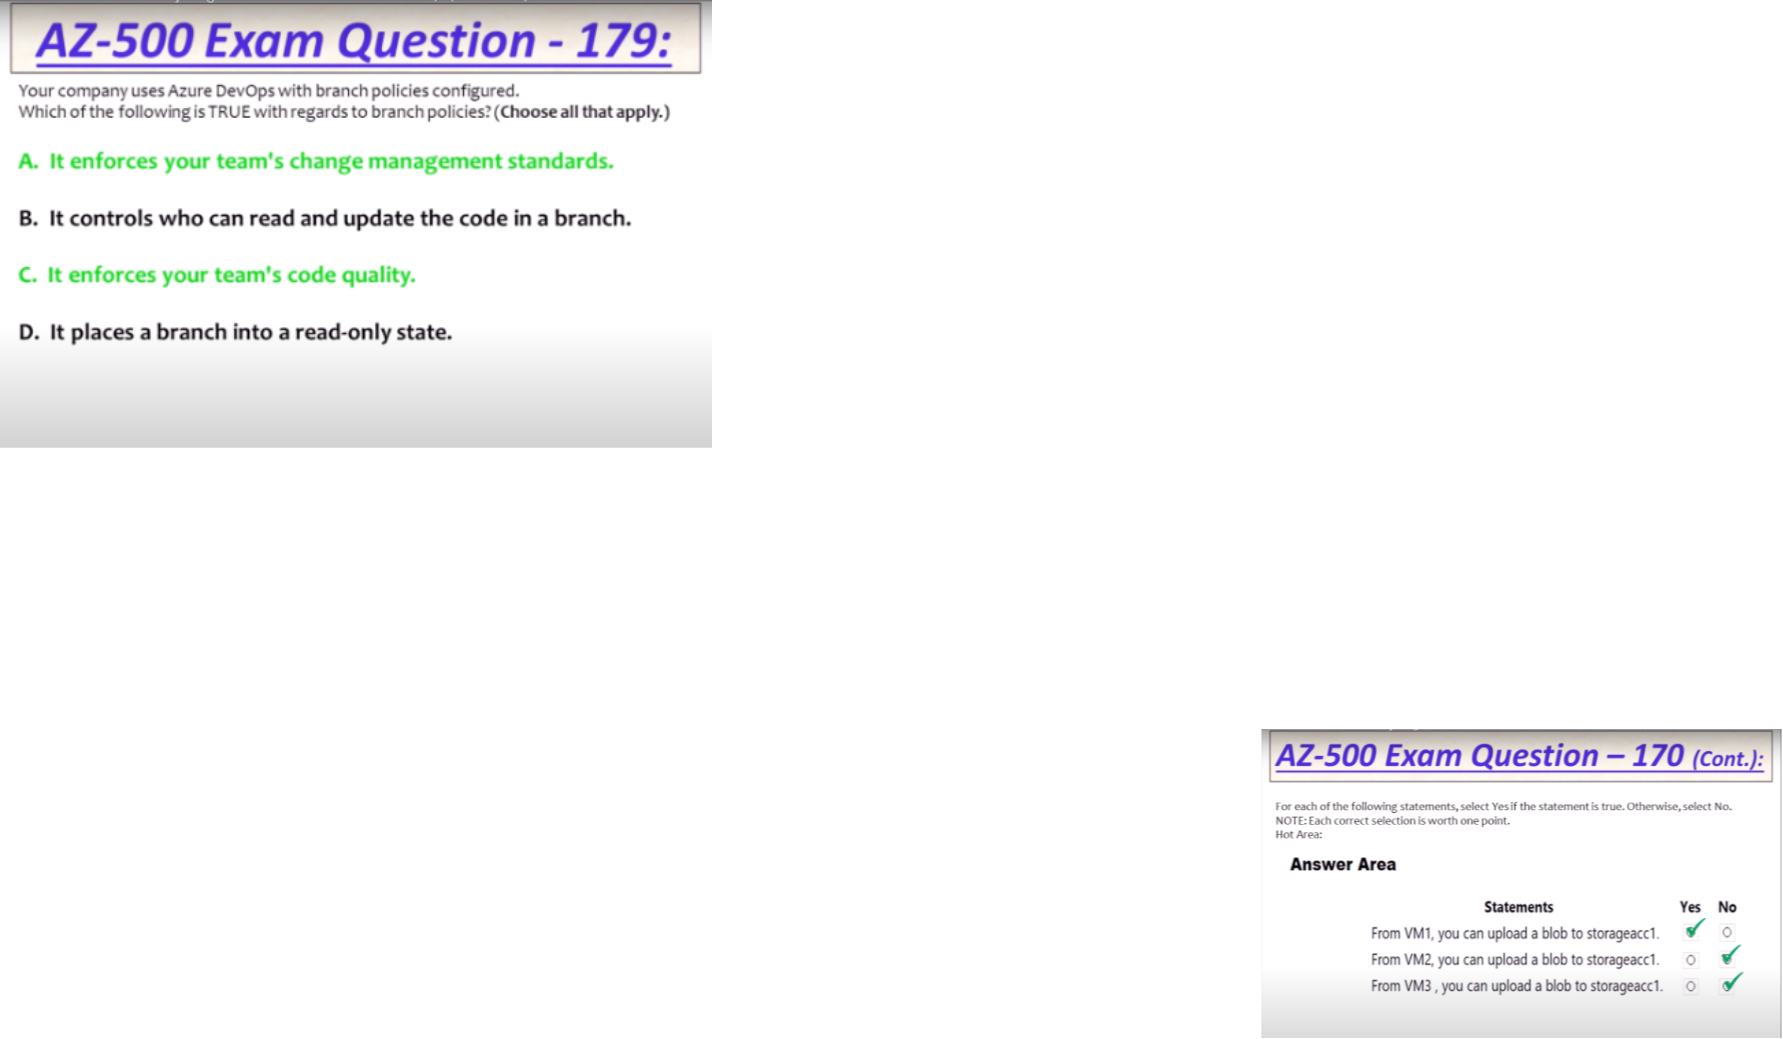 AZ-500 Exam Question - 179:
Your company uses Azure DevOps with branch policies configured.
Which of the following is TRUE with regards to branch policies? (Choose all that apply.)
A. It enforces your team's change management standards.
B. It controls who can read and update the code in a branch.
C. It enforces your team's code quality.
D. It places a branch into a read-only state.
AZ-500 Exam Question – 170 (Cont.):
For each of the following statements, select Yes if the statement is true. Otherwise, select No.
NOTE: Each correct selection is worth one point.
Hot Area:
Answer Area
Statements Yes No
From VM1, you can upload a blob to storageacc1.
From VM2, you can upload a blob to storageacc1.
From VM3 , you can upload a blob to storageacc1.